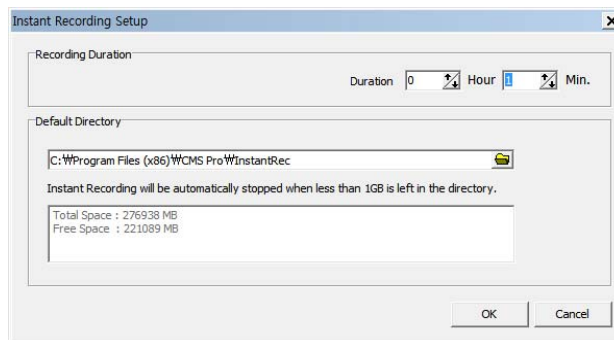 Instant Recording Setup
Recording Duration
Duration 0 Hour 1 Min.
Default Directory
C:₩Program Files (x86)₩CMS Pro₩InstantRec
Instant Recording will be automatically stopped when less than 1GB is left in the directory.
Total Space : 276938 MB
Free Space : 221089 MB
OK Cancel